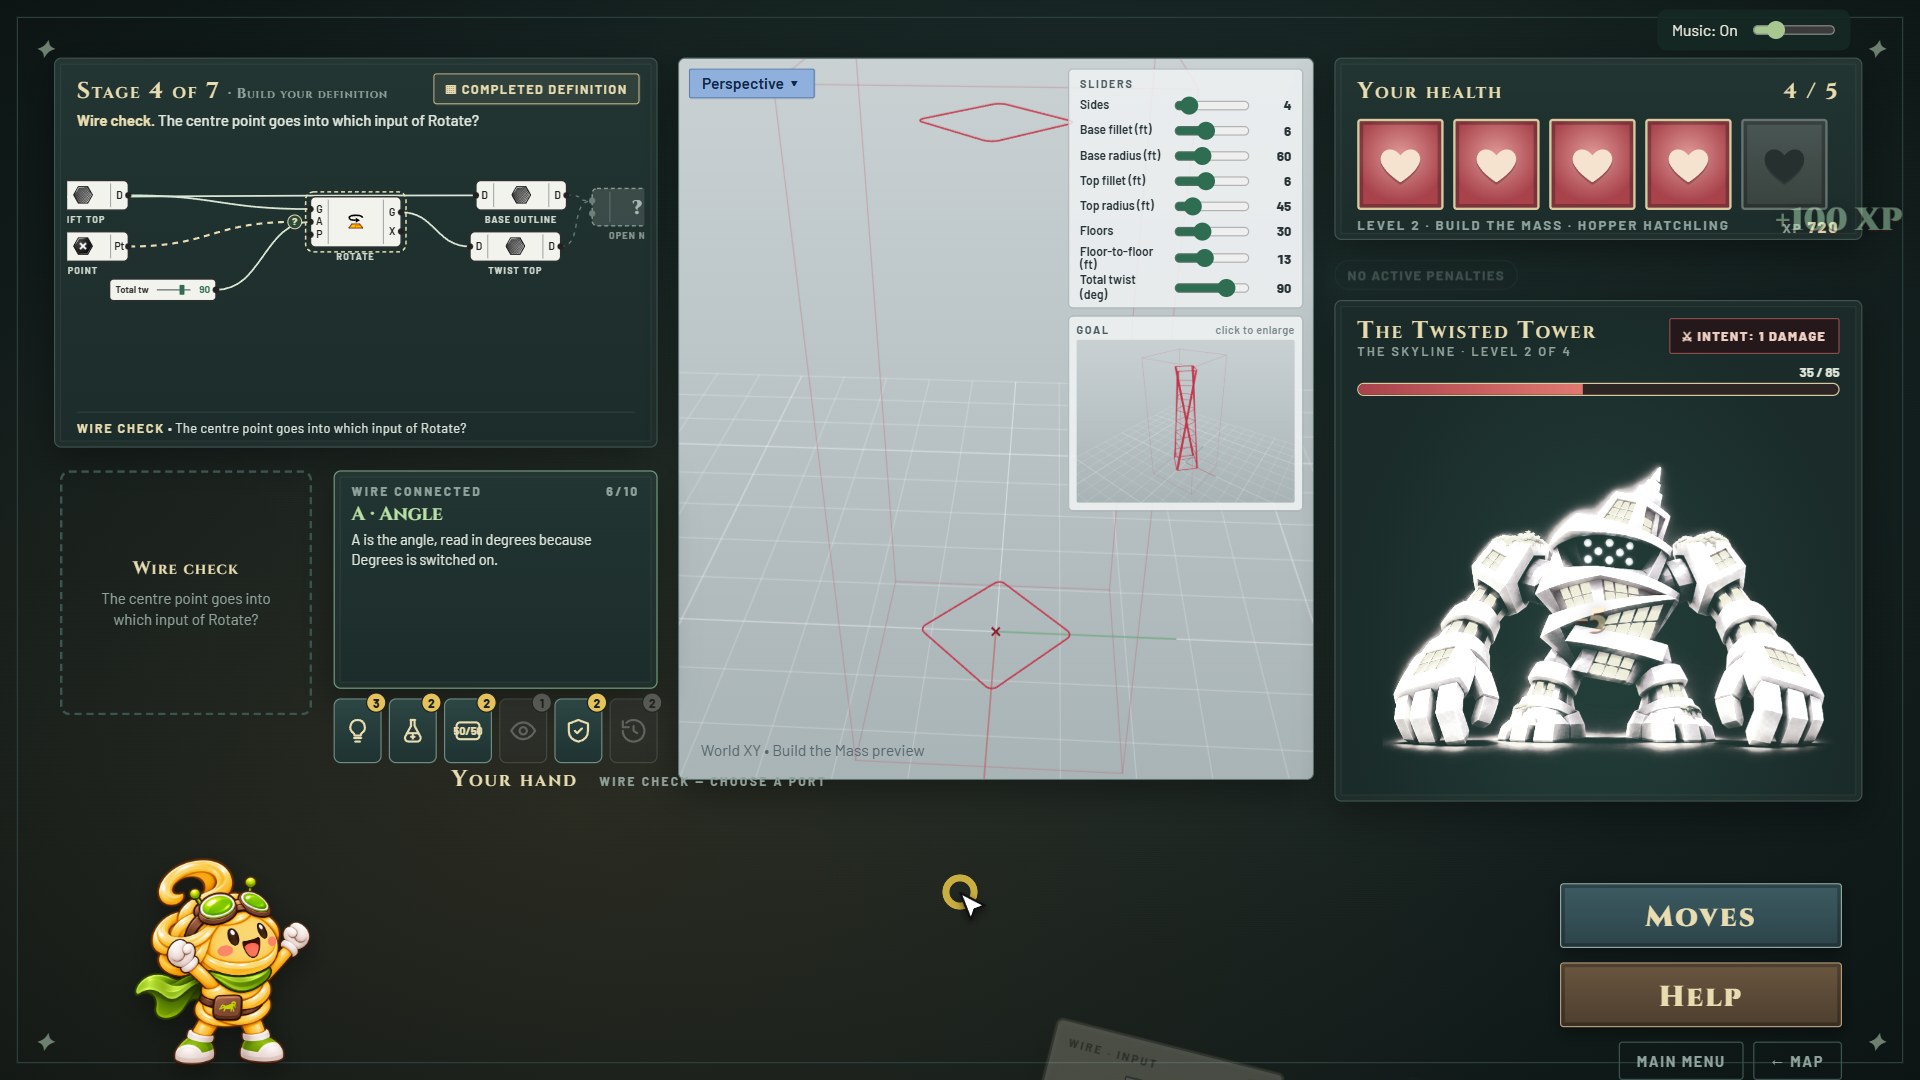 Music: On
STAGE 4 OF 7 · BUILD YOUR DEFINITION
COMPLETED DEFINITION
Wire check. The centre point goes into which input of Rotate?
D
IFT TOP
Pt
POINT
Total tw 90
?
G
A
P
G
X
ROTATE
D D
BASE OUTLINE
D D
TWIST TOP
?
OPEN N
WIRE CHECK • The centre point goes into which input of Rotate?
WIRE CHECK
The centre point goes into
which input of Rotate?
WIRE CONNECTED 6/10
A · ANGLE
A is the angle, read in degrees because
Degrees is switched on.
3
2
2
50/50
1
2
2
YOUR HAND WIRE CHECK – CHOOSE A PORT
Perspective ▼
SLIDERS
Sides 4
Base fillet (ft) 6
Base radius (ft) 60
Top fillet (ft) 6
Top radius (ft) 45
Floors 30
Floor-to-floor (ft) 13
Total twist (deg) 90
GOAL click to enlarge
World XY • Build the Mass preview
YOUR HEALTH 4 / 5
LEVEL 2 · BUILD THE MASS · HOPPER HATCHLING
XP 720
+100 XP
NO ACTIVE PENALTIES
THE TWISTED TOWER
THE SKYLINE · LEVEL 2 OF 4
INTENT: 1 DAMAGE
35 / 85
MOVES
HELP
MAIN MENU
← MAP
WIRE · INPUT